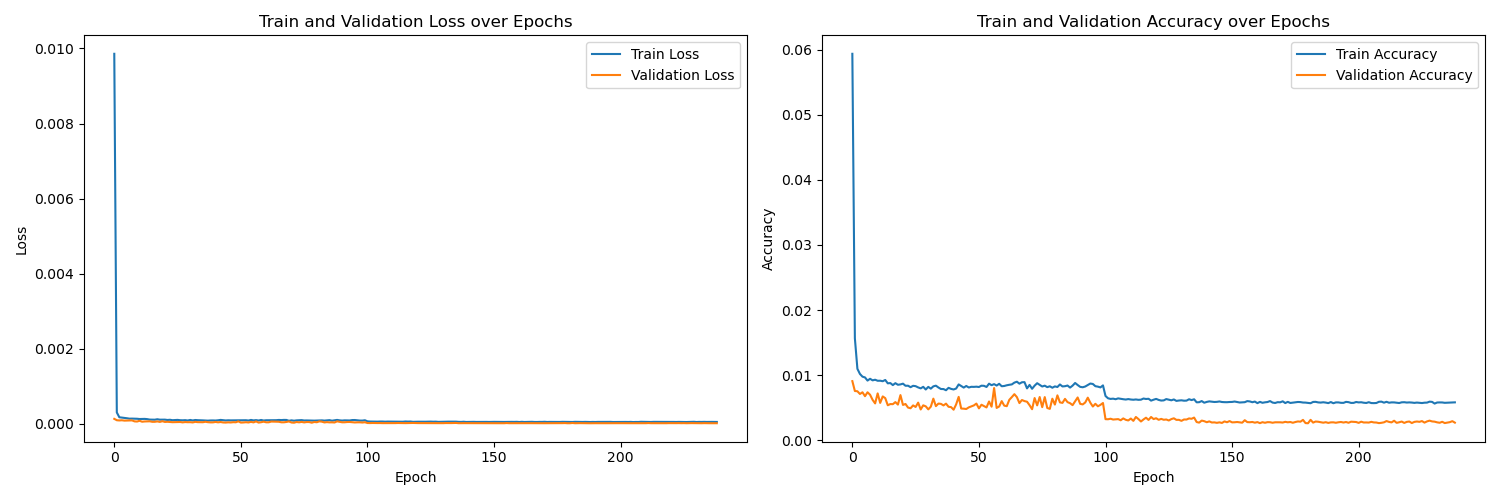 Train and Validation Loss over Epochs
0.010
0.008
0.006
0.004
0.002
0.000
Loss
0
50
100
150
200
Epoch
Train Loss
Validation Loss
Train and Validation Accuracy over Epochs
0.06
0.05
0.04
0.03
0.02
0.01
0.00
Accuracy
0
50
100
150
200
Epoch
Train Accuracy
Validation Accuracy